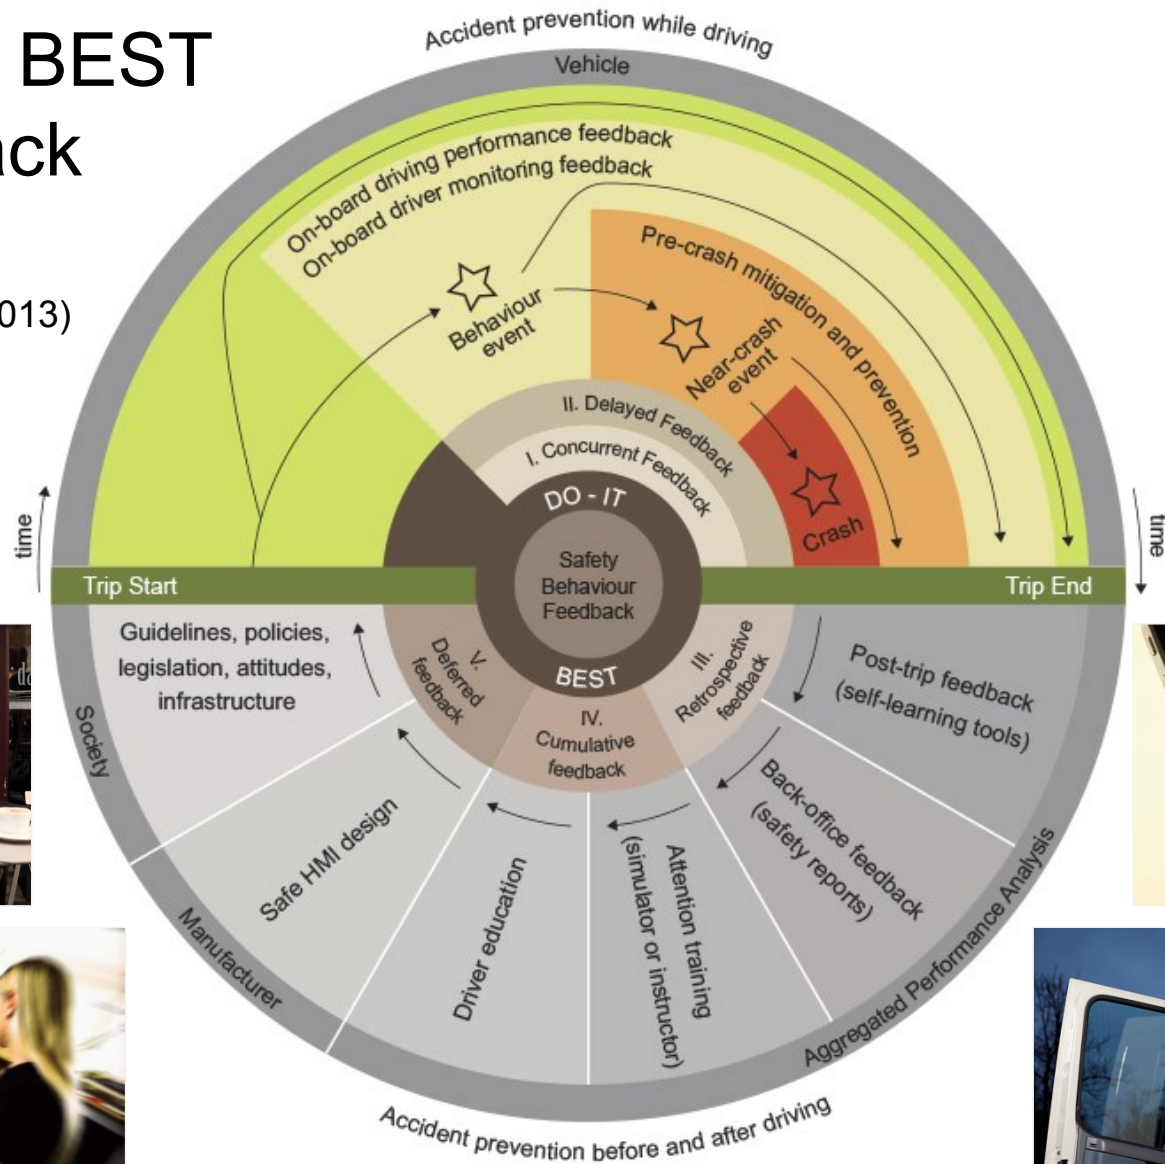 BEST
ack
013)
Accident prevention while driving
Vehicle
On-board driving performance feedback
On-board driver monitoring feedback
Pre-crash mitigation and prevention
Behaviour
event
Near-crash
event
Crash
II. Delayed Feedback
I. Concurrent Feedback
DO - IT
Safety
Behaviour
Feedback
BEST
time
time
Trip Start
Trip End
Guidelines, policies,
legislation, attitudes,
infrastructure
V.
Deferred
feedback
IV.
Cumulative
feedback
III.
Retrospective
feedback
Post-trip feedback
(self-learning tools)
Back-office feedback
(safety reports)
Attention training
(simulator or instructor)
Driver education
Safe HMI design
Society
Manufacturer
Aggregated Performance Analysis
Accident prevention before and after driving